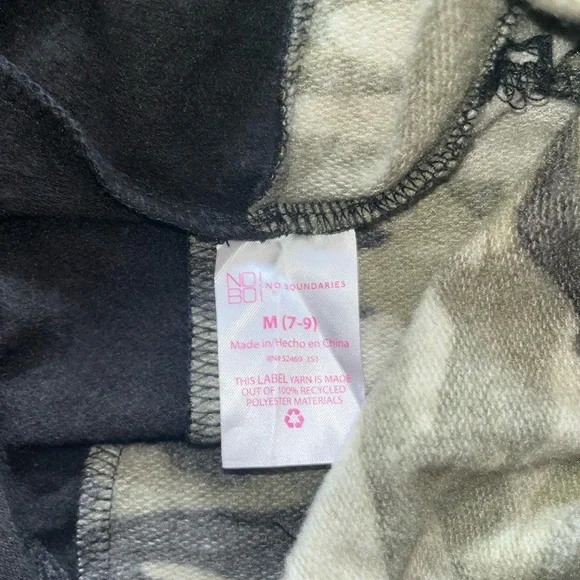 NO
BO
NO BOUNDARIES
M (7-9)
Made in/Hecho en China
THIS LABEL YARN IS MADE
OUT OF 100% RECYCLED
POLYESTER MATERIALS